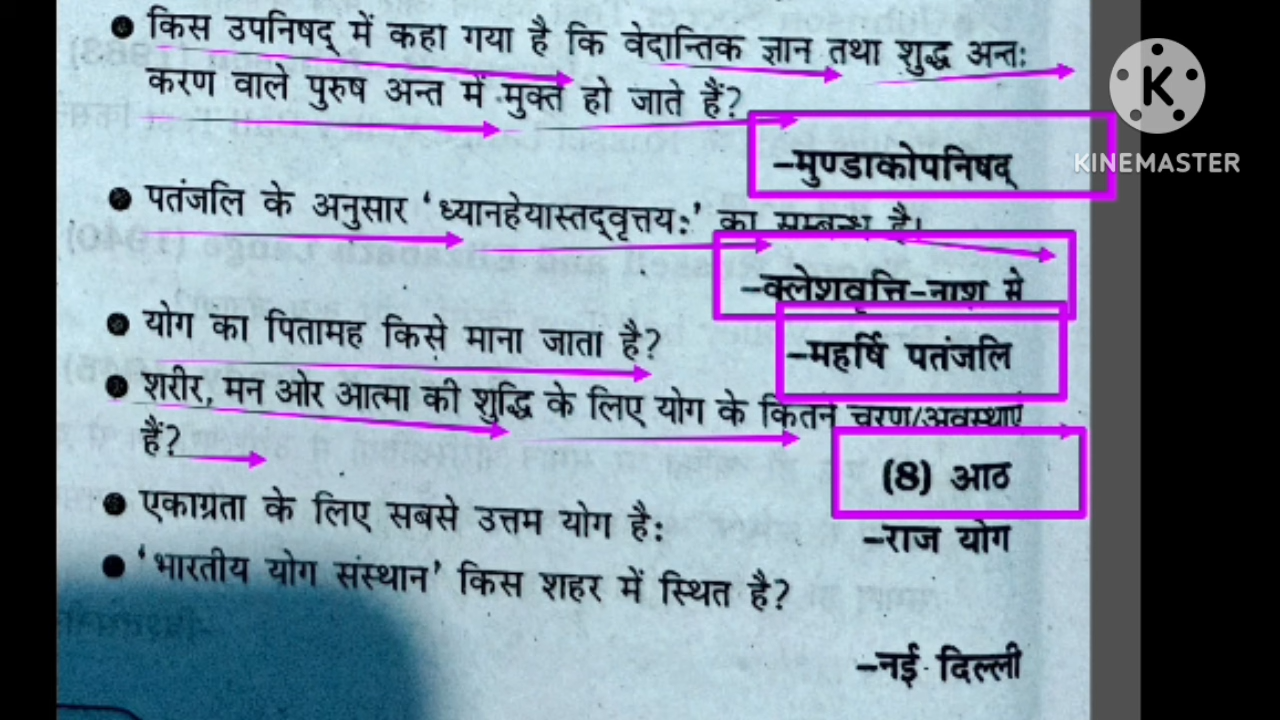 ● किस उपनिषद् में कहा गया है कि वेदान्तिक ज्ञान तथा शुद्ध अन्तः
करण वाले पुरुष अन्त में मुक्त हो जाते हैं?
–मुण्डाकोपनिषद्
● पतंजलि के अनुसार 'ध्यानहेयास्तद्वृत्तयः' का सम्बन्ध है।
–क्लेशवृत्ति-नाश मे
● योग का पितामह किसे माना जाता है? –महर्षि पतंजलि
● शरीर, मन ओर आत्मा की शुद्धि के लिए योग के कितने चरण/अवस्थाएं
हैं? (8) आठ
● एकाग्रता के लिए सबसे उत्तम योग है: –राज योग
● 'भारतीय योग संस्थान' किस शहर में स्थित है?
–नई दिल्ली
K
KINEMASTER